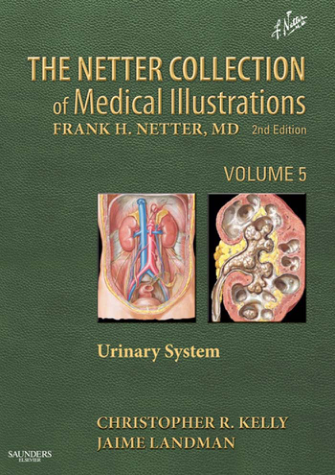 f. Netter
THE NETTER COLLECTION
of Medical Illustrations
FRANK H. NETTER, MD 2nd Edition
VOLUME 5
Urinary System
SAUNDERS
ELSEVIER
CHRISTOPHER R. KELLY
JAIME LANDMAN